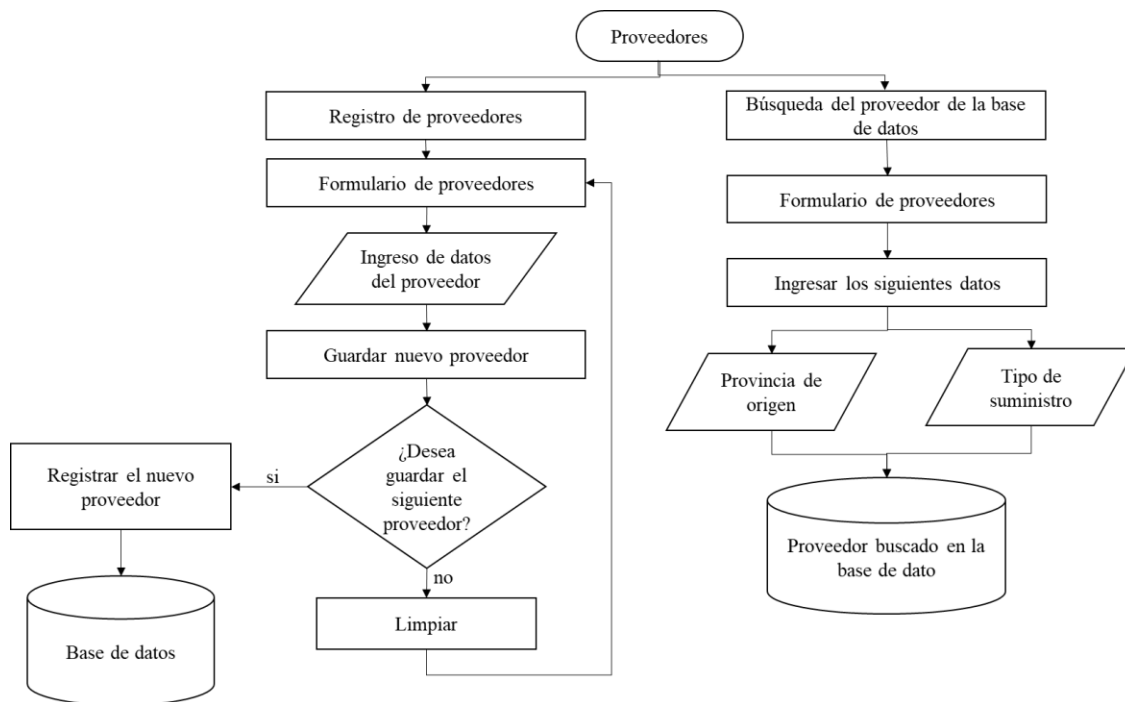 Proveedores
Registro de proveedores
Formulario de proveedores
Ingreso de datos
del proveedor
Guardar nuevo proveedor
¿Desea
guardar el
siguiente
proveedor?
si
Registrar el nuevo
proveedor
Base de datos
no
Limpiar
Búsqueda del proveedor de la base
de datos
Formulario de proveedores
Ingresar los siguientes datos
Provincia de
origen
Tipo de
suministro
Proveedor buscado en la
base de dato